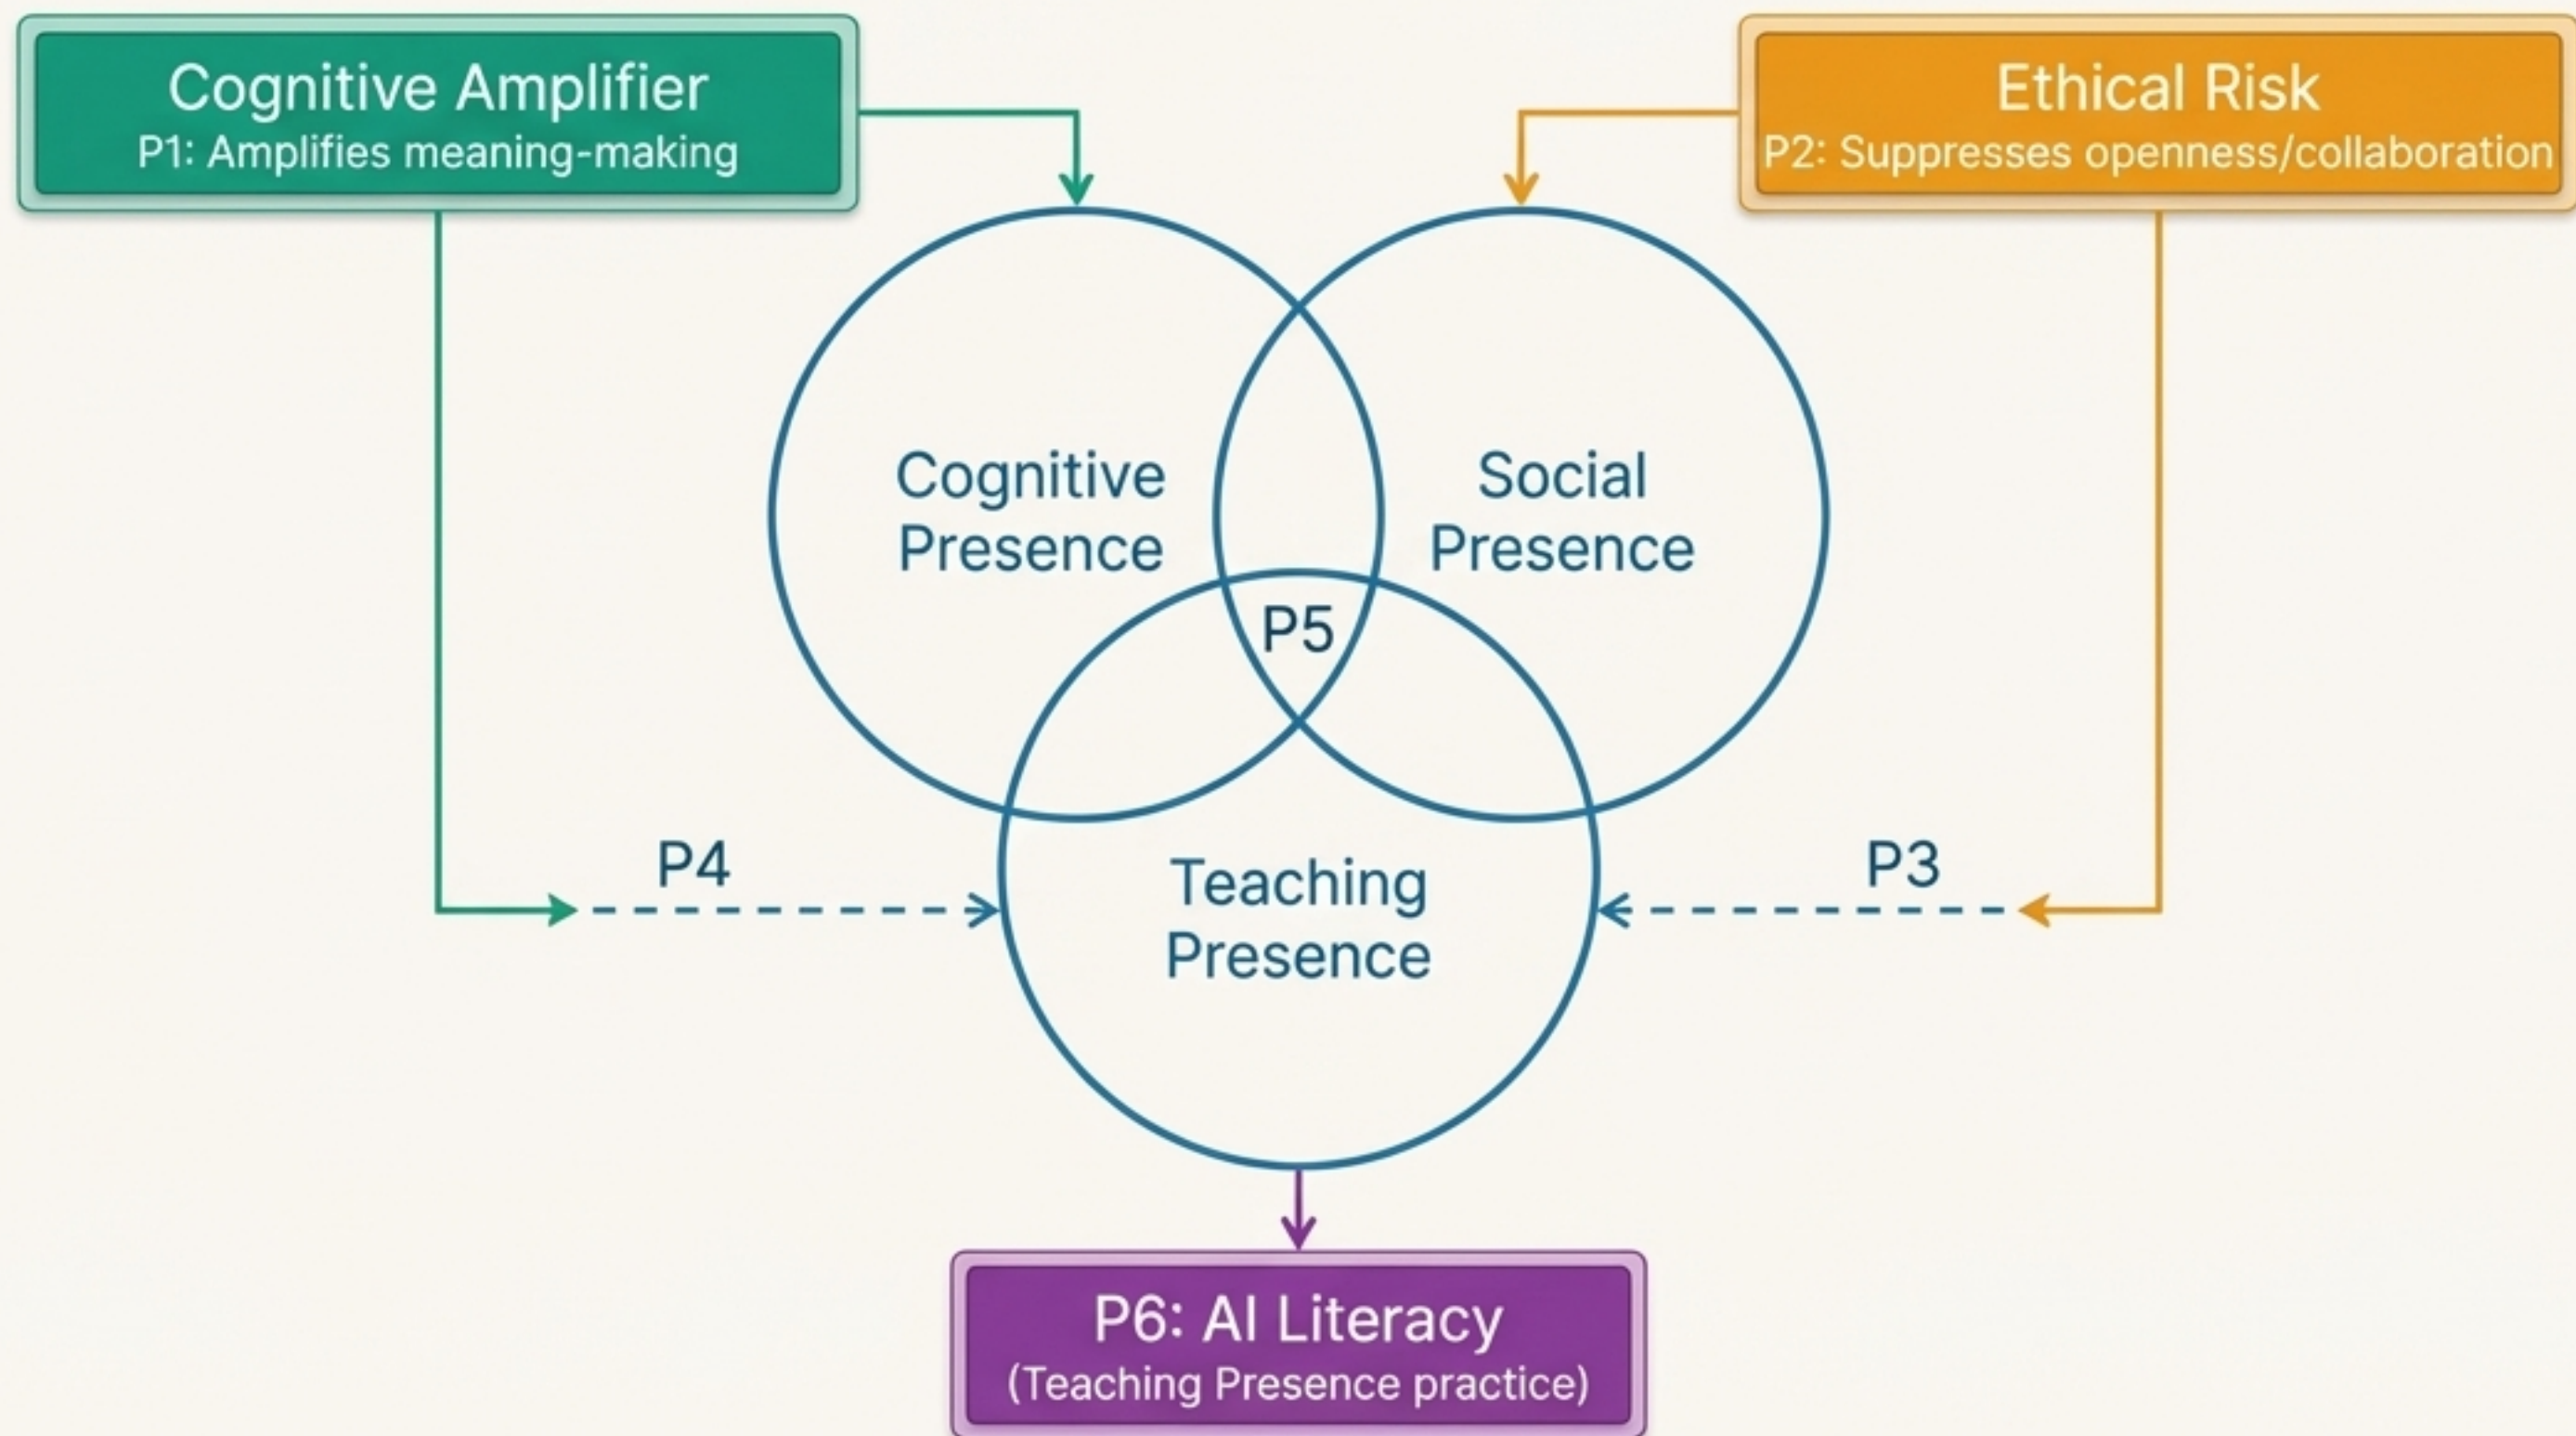 Cognitive Amplifier
P1: Amplifies meaning-making
Ethical Risk
P2: Suppresses openness/collaboration
Cognitive
Presence
Social
Presence
P5
P4
P3
Teaching
Presence
P6: AI Literacy
(Teaching Presence practice)